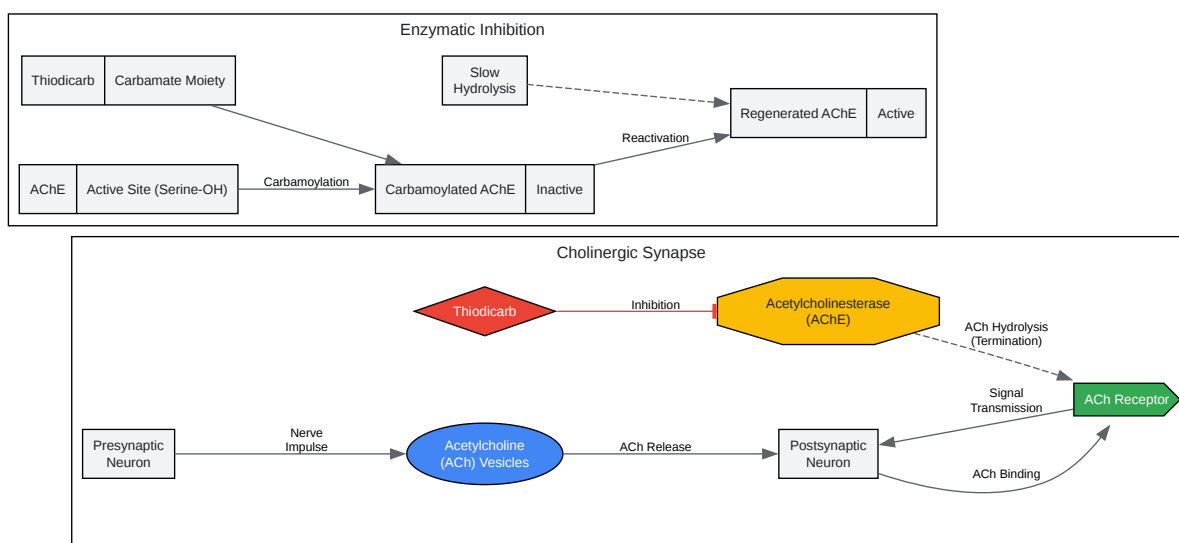 Enzymatic Inhibition
Thiodicarb
Carbamate Moiety
Slow
Hydrolysis
Regenerated AChE
Active
Reactivation
AChE
Active Site (Serine-OH)
Carbamoylation
Carbamoylated AChE
Inactive
Cholinergic Synapse
Thiodicarb
Inhibition
Acetylcholinesterase
(AChE)
ACh Hydrolysis
(Termination)
Signal
Transmission
ACh Receptor
Presynaptic
Neuron
Nerve
Impulse
Acetylcholine
(ACh) Vesicles
ACh Release
Postsynaptic
Neuron
ACh Binding